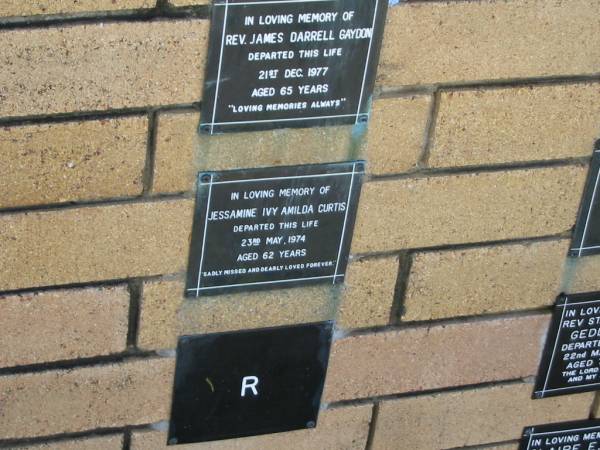 IN LOVING MEMORY OF
REV. JAMES DARRELL GAYDON
DEPARTED THIS LIFE
21ST DEC. 1977
AGED 65 YEARS
"LOVING MEMORIES ALWAYS"
IN LOVING MEMORY OF
JESSAMINE IVY AMILDA CURTIS
DEPARTED THIS LIFE
23RD MAY, 1974
AGED 62 YEARS
"SADLY MISSED AND DEARLY LOVED FOREVER."
R
IN LOV
REV ST
GED
DEPART
22nd M
AGED
THE LORD
AND MY
IN LOVING MEM